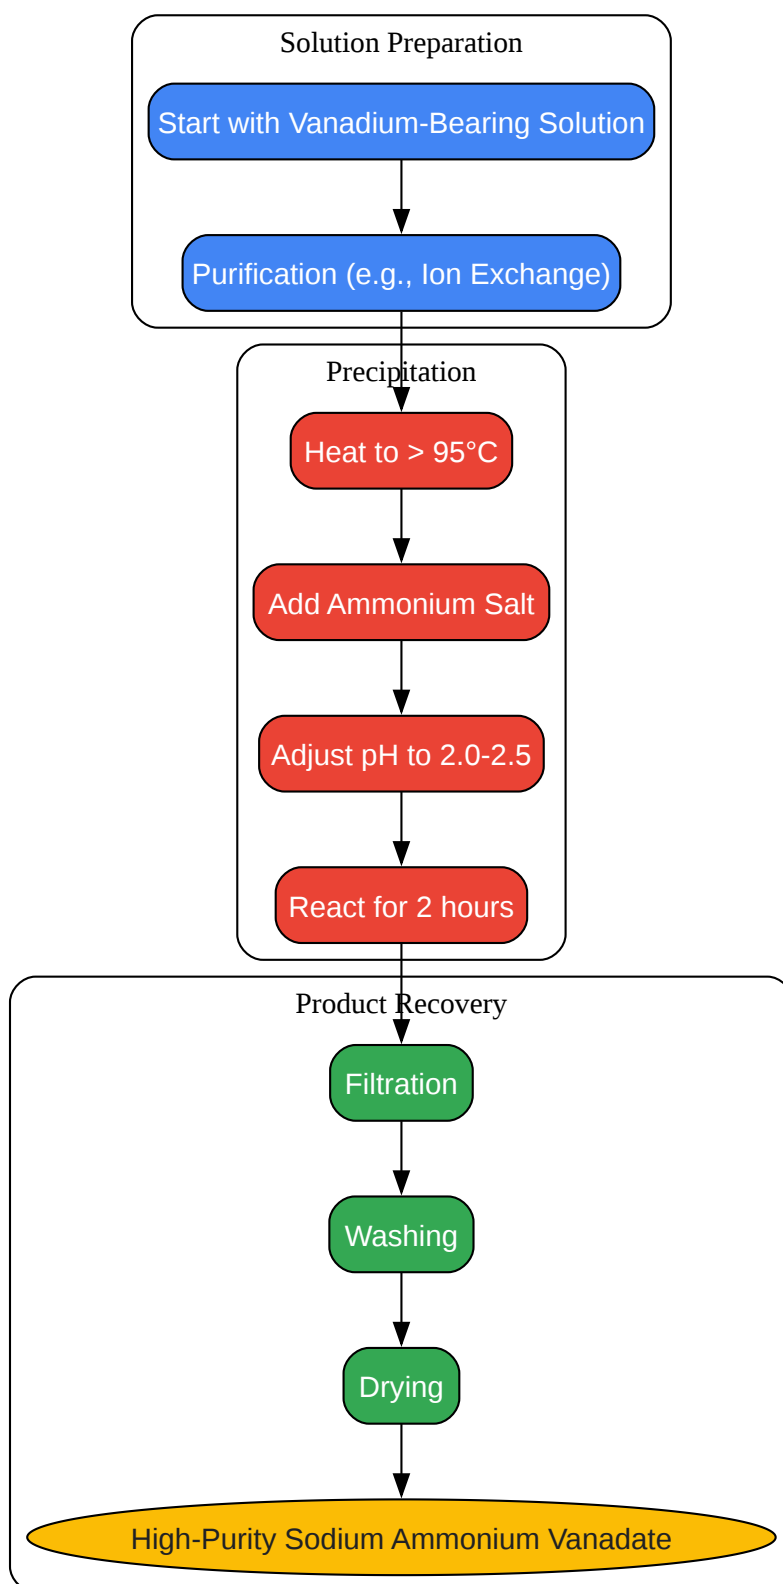 Solution Preparation
Start with Vanadium-Bearing Solution
Purification (e.g., Ion Exchange)
Precipitation
Heat to > 95°C
Add Ammonium Salt
Adjust pH to 2.0-2.5
React for 2 hours
Product Recovery
Filtration
Washing
Drying
High-Purity Sodium Ammonium Vanadate